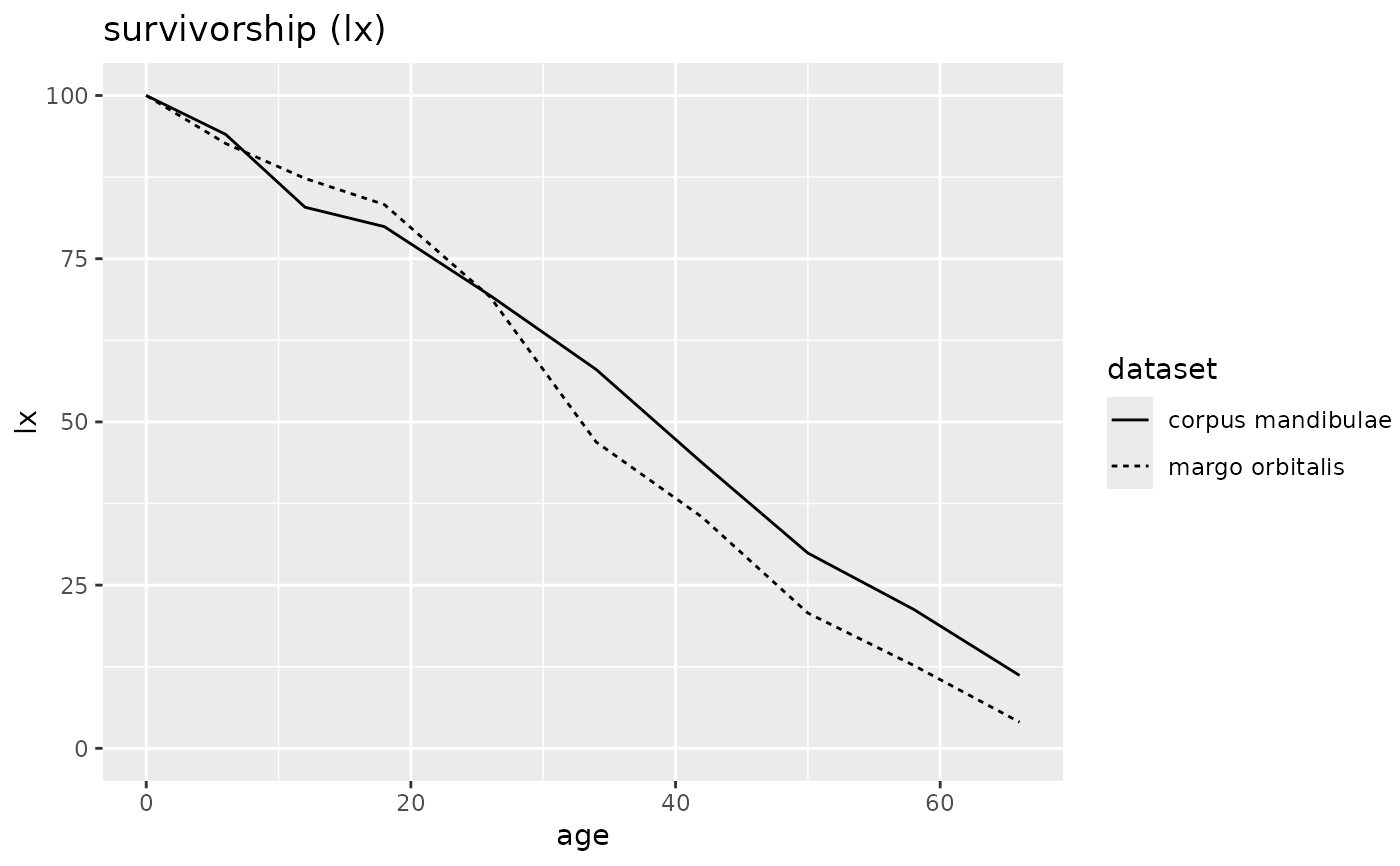 survivorship (lx)
100
75
50
25
0
lx
0 20 40 60
age
dataset
corpus mandibulae
margo orbitalis